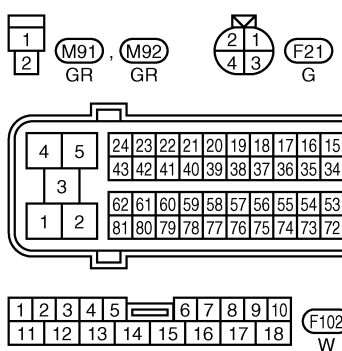 1
2
M91 , M92
GR GR
2 1
4 3
F21
G
4 5
3
1 2
24 23 22 21 20 19 18 17 16 15
43 42 41 40 39 38 37 36 35 34
62 61 60 59 58 57 56 55 54 53
81 80 79 78 77 76 75 74 73 72
1 2 3 4 5 6 7 8 9 10
11 12 13 14 15 16 17 18
F102
W